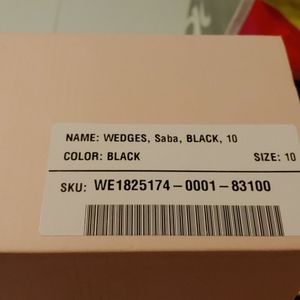 NAME: WEDGES, Saba, BLACK, 10
COLOR: BLACK SIZE: 10
SKU: WE1825174-0001-83100